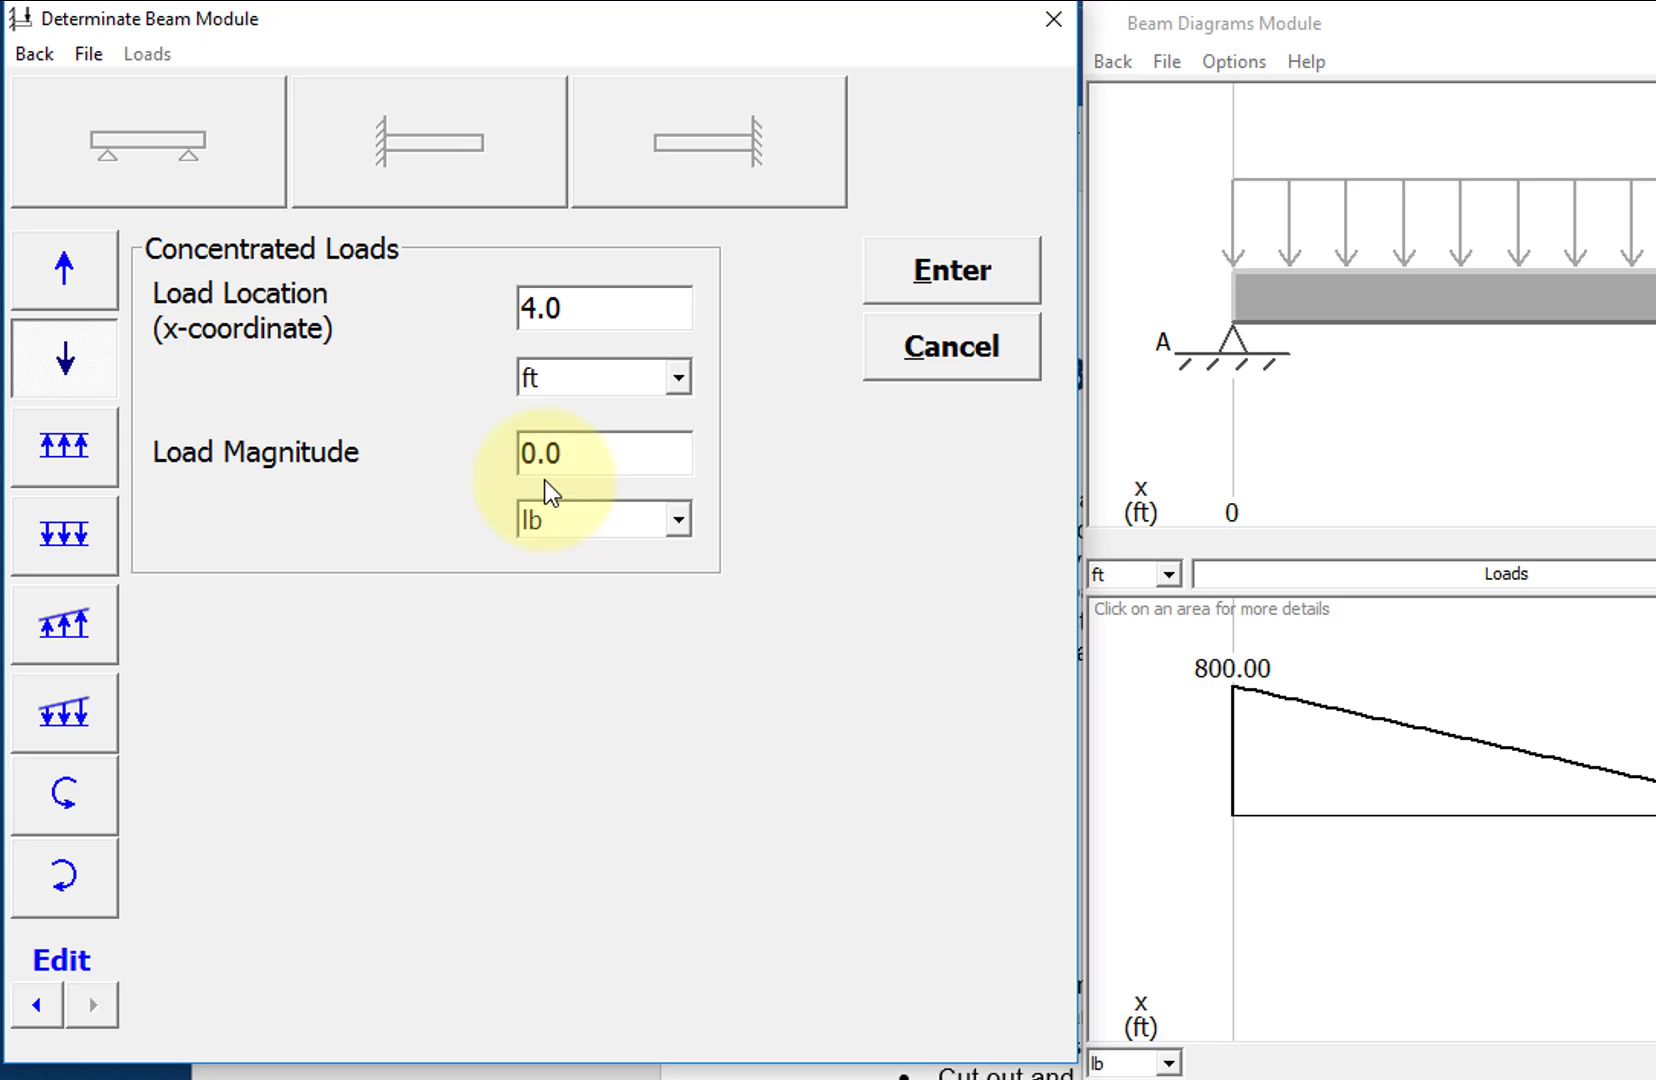 Determinate Beam Module
Back File Loads
Concentrated Loads
Load Location
(x-coordinate)
4.0
ft
Load Magnitude
0.0
lb
Enter
Cancel
Edit
Beam Diagrams Module
Back File Options Help
A
x
(ft)
0
ft
Loads
Click on an area for more details
800.00
x
(ft)
lb
• Cut out and